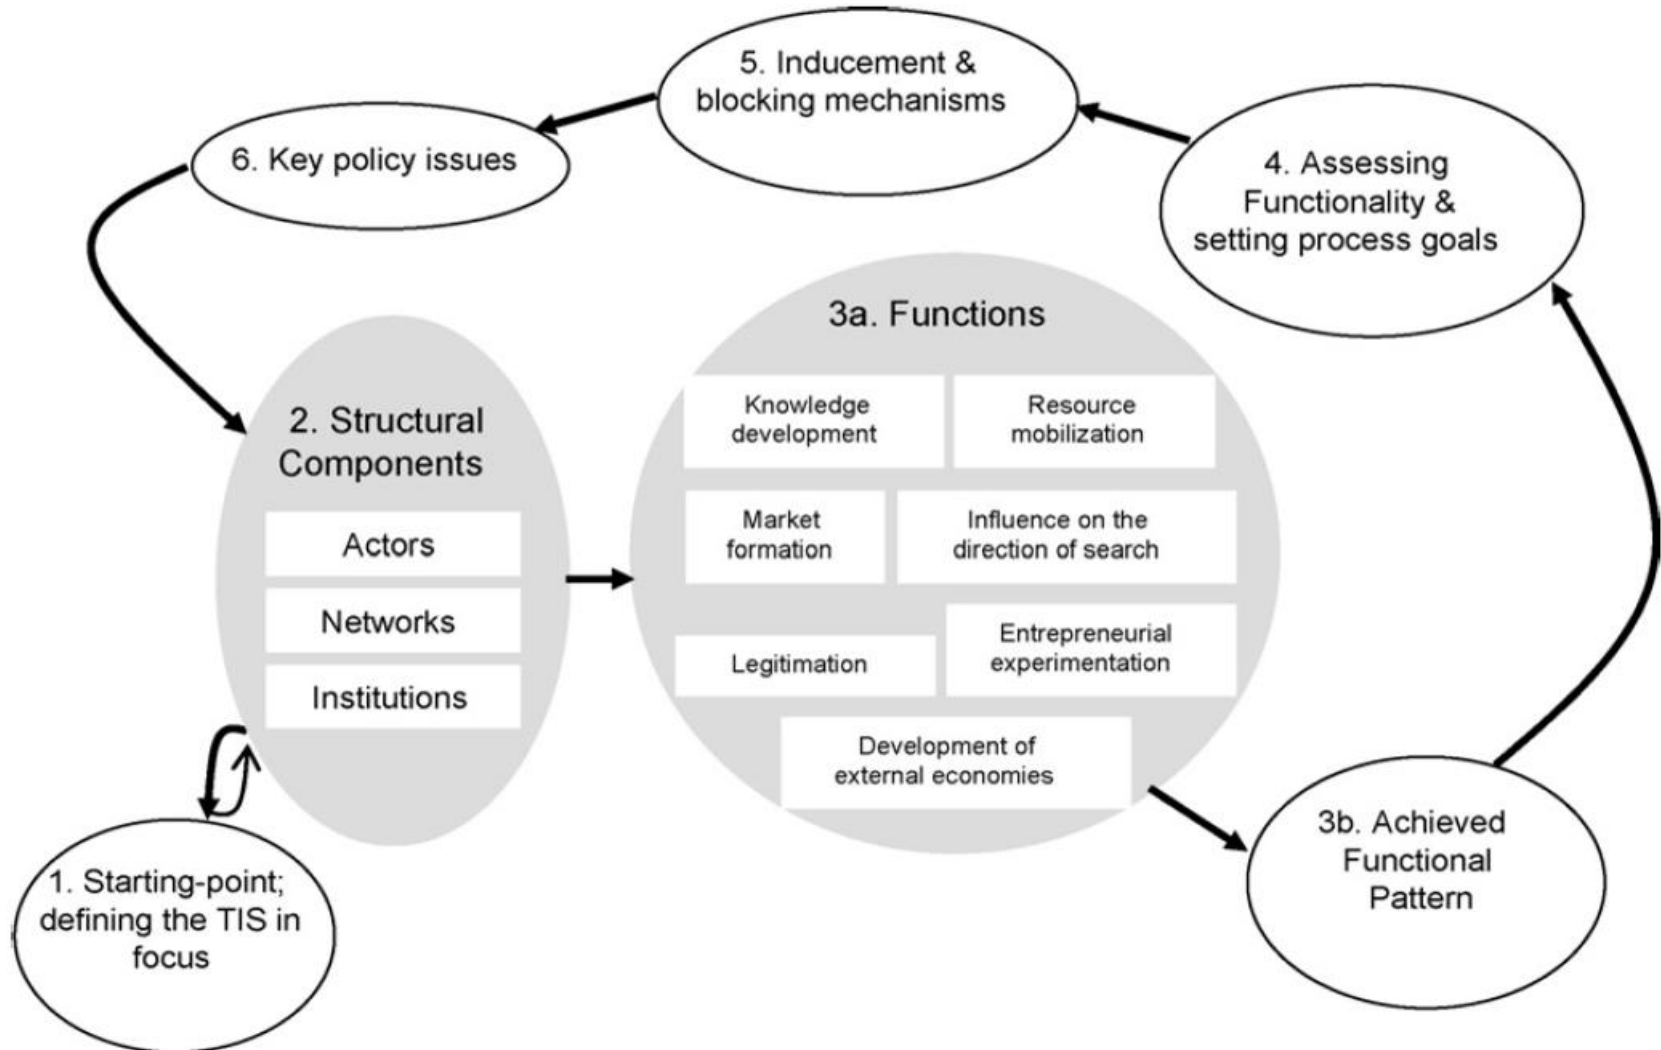 5. Inducement &
blocking mechanisms
6. Key policy issues
4. Assessing
Functionality &
setting process goals
3a. Functions
Knowledge
development
Resource
mobilization
2. Structural
Components
Market
formation
Influence on the
direction of search
Actors
Networks
Institutions
Legitimation
Entrepreneurial
experimentation
Development of
external economies
3b. Achieved
Functional
Pattern
1. Starting-point;
defining the TIS in
focus